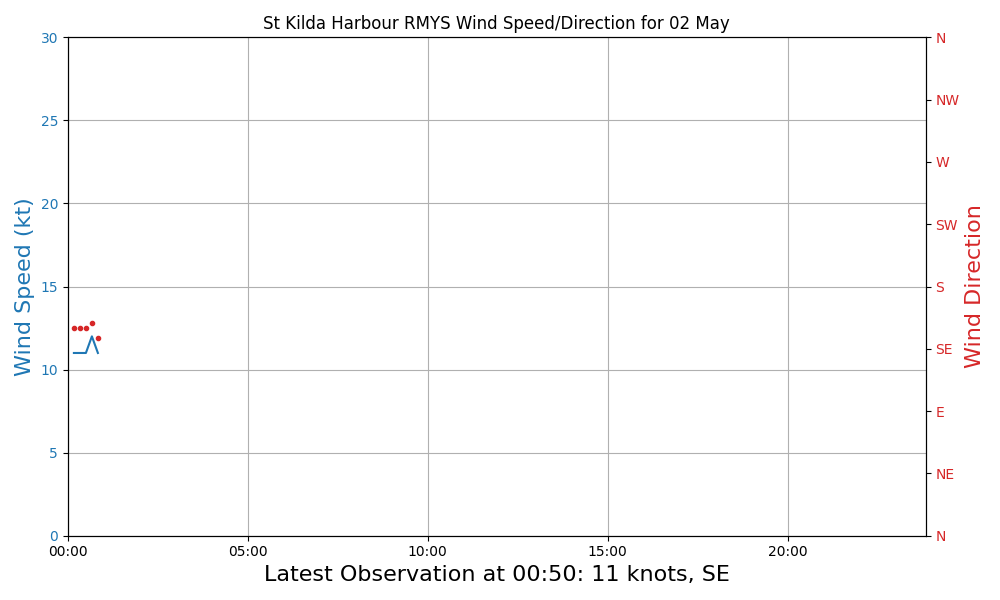 St Kilda Harbour RMYS Wind Speed/Direction for 02 May
Wind Speed (kt)
30
25
20
15
10
5
0
N
NW
W
SW
S
SE
E
NE
N
Wind Direction
00:00 05:00 10:00 15:00 20:00
Latest Observation at 00:50: 11 knots, SE